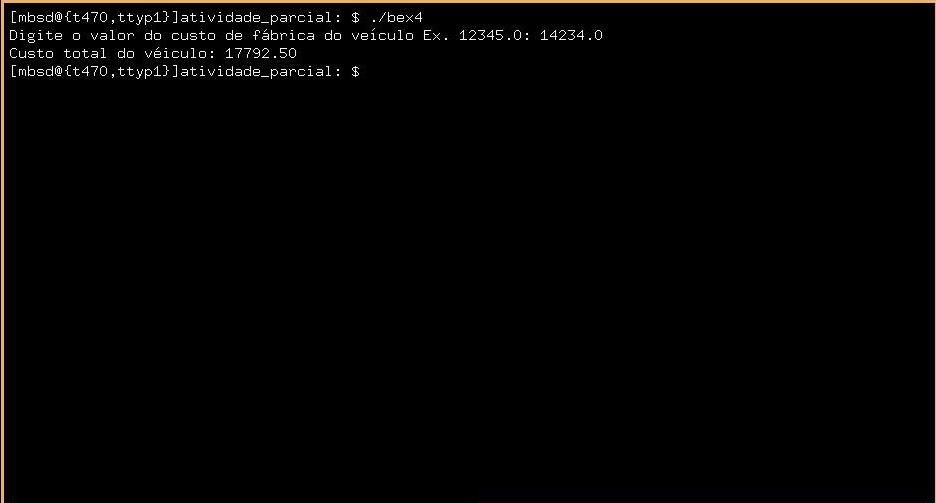 [mbsd@{t470,ttyp1}]atividade_parcial: $ ./bex4
Digite o valor do custo de fábrica do veículo Ex. 12345.0: 14234.0
Custo total do véiculo: 17792.50
[mbsd@{t470,ttyp1}]atividade_parcial: $